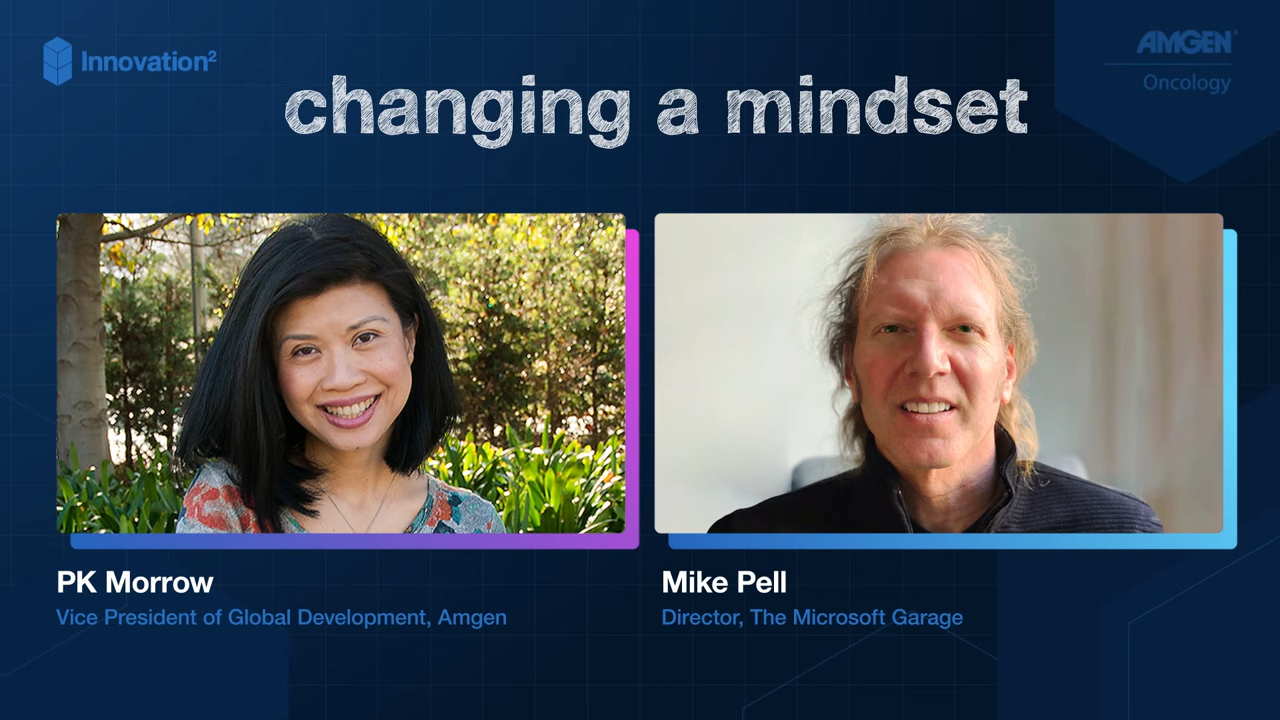 Innovation²
AMGEN®
Oncology
changing a mindset
PK Morrow
Vice President of Global Development, Amgen
Mike Pell
Director, The Microsoft Garage